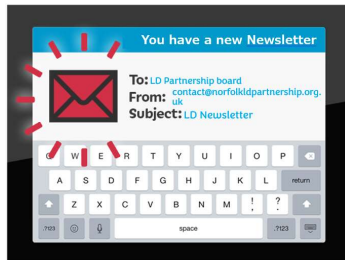 You have a new Newsletter
To: LD Partnership board
From: contact@norfolkldpartnership.org.
uk
Subject: LD Neusletter
Q W E R T Y U I O P
A S D F G H J K L return
Z X C V B N M ! , ? .
.?123 space .?123